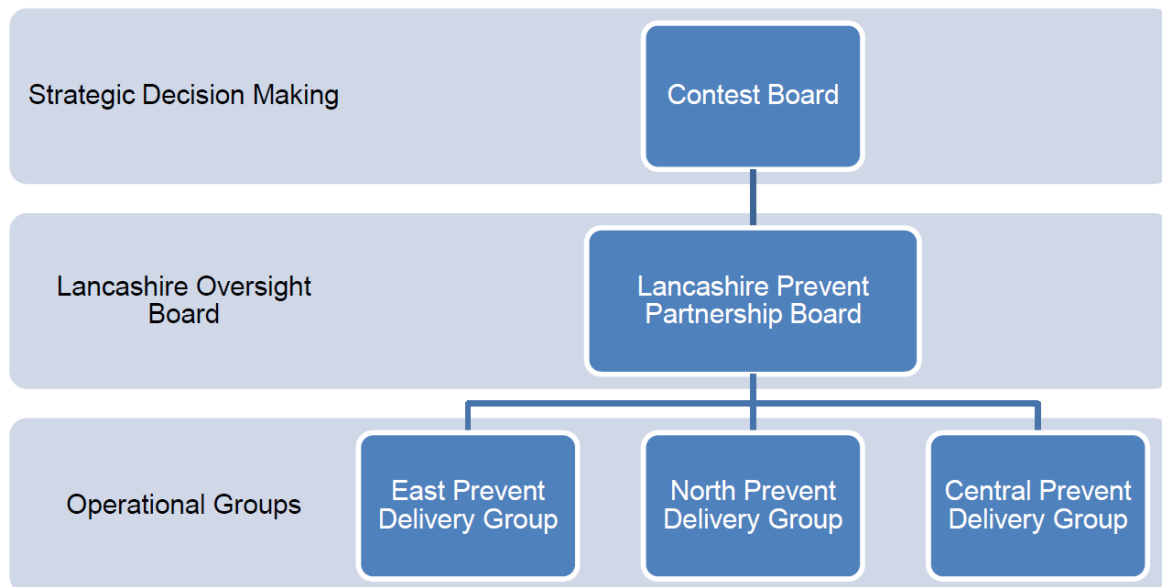 Strategic Decision Making
Contest Board
Lancashire Oversight
Board
Lancashire Prevent
Partnership Board
Operational Groups
East Prevent
Delivery Group
North Prevent
Delivery Group
Central Prevent
Delivery Group